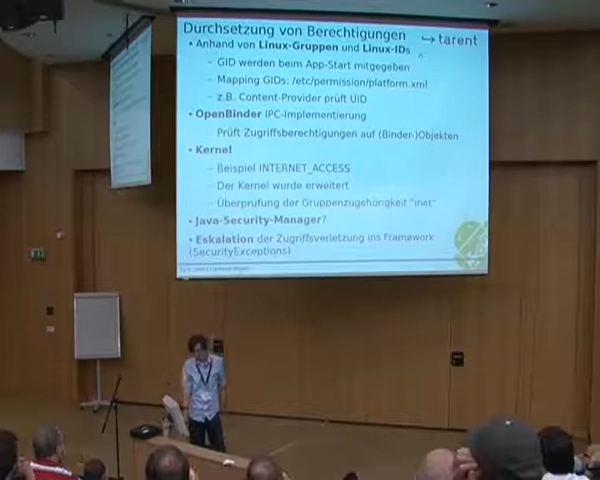 Durchsetzung von Berechtigungen
tarent
• Anhand von Linux-Gruppen und Linux-IDs
– GID werden beim App-Start mitgegeben
– Mapping GIDs: /etc/permission/platform.xml
– z.B. Content-Provider prüft UID
• OpenBinder IPC-Implementierung
Prüft Zugriffsberechtigungen auf (Binder-)Objekten
• Kernel
– Beispiel INTERNET_ACCESS
– Der Kernel wurde erweitert
– Überprüfung der Gruppenzugehörigkeit "inet"
• Java-Security-Manager?
• Eskalation der Zugriffsverletzung ins Framework
(SecurityExceptions)